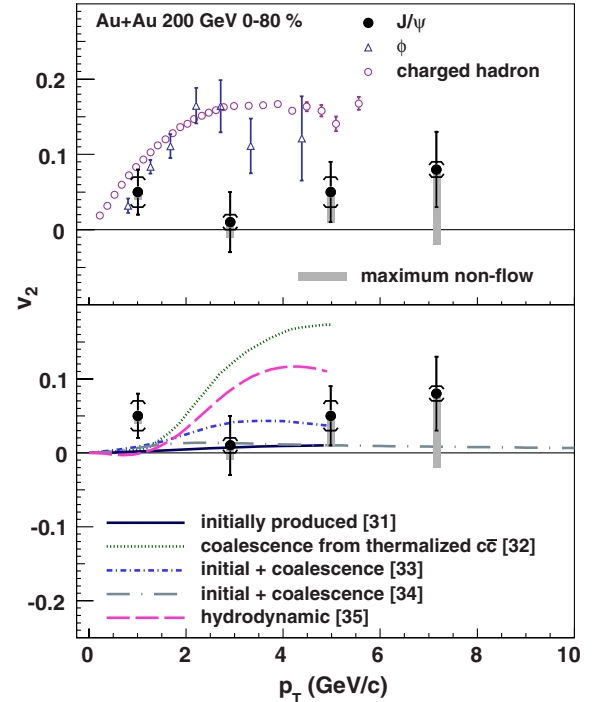 Au+Au 200 GeV 0-80 %
J/ψ
ϕ
charged hadron
0.2
0.1
0
maximum non-flow
v2
0.1
0
-0.1
-0.2
initially produced [31]
coalescence from thermalized cc̅ [32]
initial + coalescence [33]
initial + coalescence [34]
hydrodynamic [35]
0 2 4 6 8 10
pT (GeV/c)